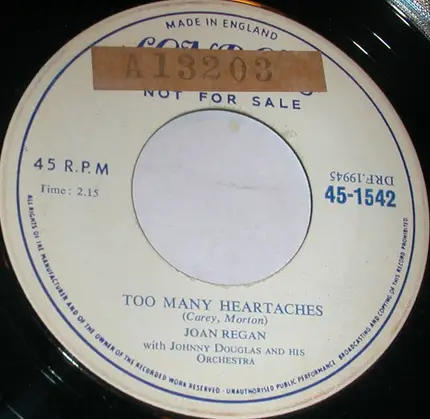 MADE IN ENGLAND
A13203
NOT FOR SALE
45 R.P.M
Time: 2.15
DRF.19945
45-1542
TOO MANY HEARTACHES
(Carey, Morton)
JOAN REGAN
with JOHNNY DOUGLAS AND HIS
ORCHESTRA
ALL RIGHTS OF THE MANUFACTURER AND OF THE OWNER OF THE RECORDED WORK RESERVED · UNAUTHORISED PUBLIC PERFORMANCE, BROADCASTING AND COPYING OF THIS RECORD PROHIBITED.